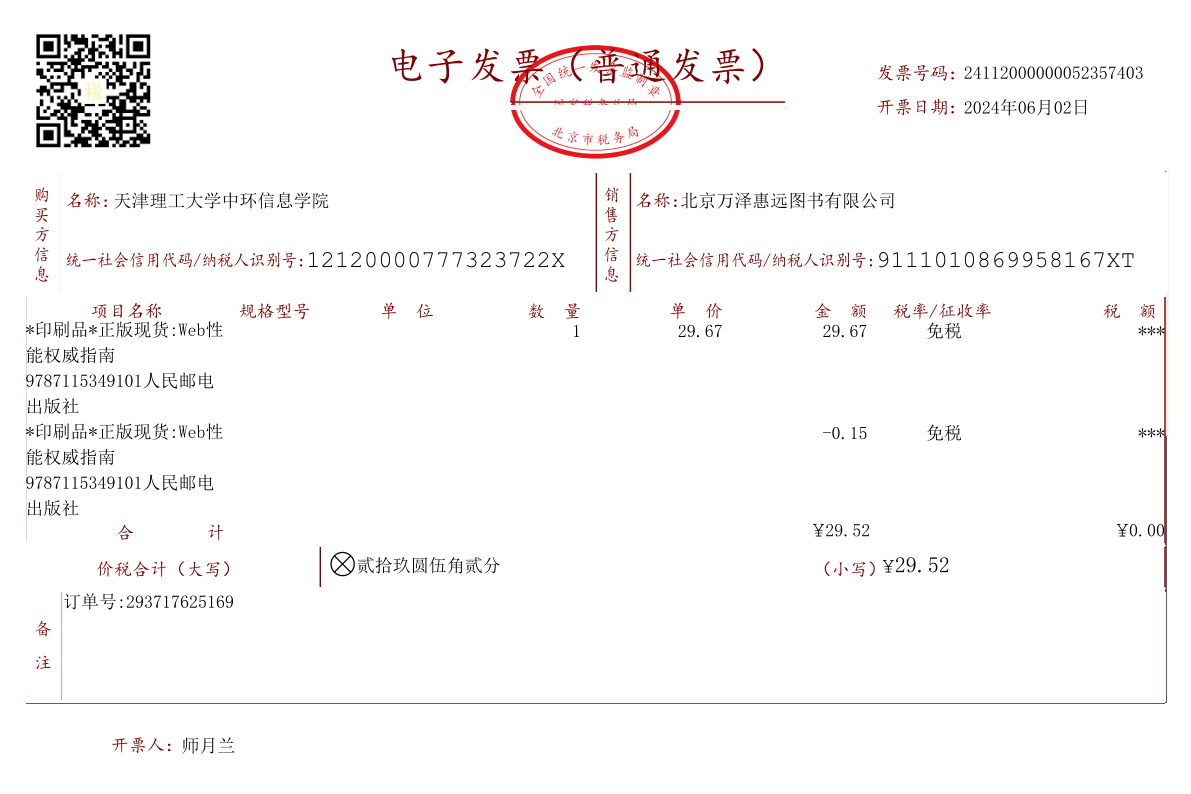 电子发票（普通发票）
全国统一发票监制章
北京市税务局
税
发票号码：24112000000052357403
开票日期：2024年06月02日
购买方信息
名称：天津理工大学中环信息学院
统一社会信用代码/纳税人识别号：12120000777323722X
销售方信息
名称：北京万泽惠远图书有限公司
统一社会信用代码/纳税人识别号：9111010869958167XT
项目名称 规格型号 单 位 数 量 单 价 金 额 税率/征收率 税 额
*印刷品*正版现货:Web性 1 29.67 29.67 免税 ***
能权威指南
9787115349101人民邮电
出版社
*印刷品*正版现货:Web性 -0.15 免税 ***
能权威指南
9787115349101人民邮电
出版社
合 计 ¥29.52 ¥0.00
价税合计（大写） ⊗贰拾玖圆伍角贰分 （小写）¥29.52
备注
订单号:293717625169
开票人：师月兰